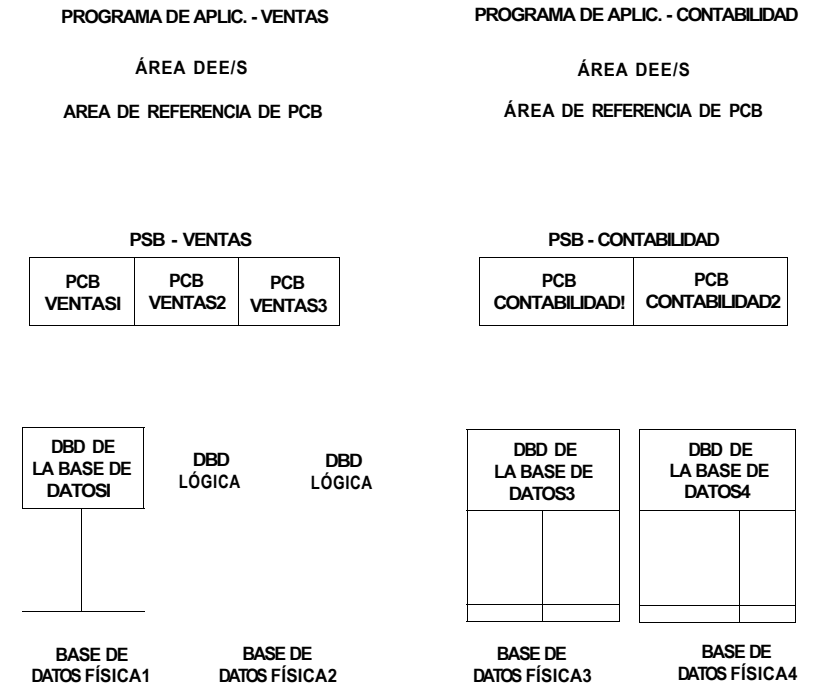 PROGRAMA DE APLIC. - VENTAS
PROGRAMA DE APLIC. - CONTABILIDAD
ÁREA DEE/S
ÁREA DEE/S
AREA DE REFERENCIA DE PCB
ÁREA DE REFERENCIA DE PCB
PSB - VENTAS
PSB - CONTABILIDAD
PCB
VENTASI
PCB
VENTAS2
PCB
VENTAS3
PCB
CONTABILIDAD!
PCB
CONTABILIDAD2
DBD DE
LA BASE DE
DATOSI
DBD
LÓGICA
DBD
LÓGICA
DBD DE
LA BASE DE
DATOS3
DBD DE
LA BASE DE
DATOS4
BASE DE
DATOS FÍSICA1
BASE DE
DATOS FÍSICA2
BASE DE
DATOS FÍSICA3
BASE DE
DATOS FÍSICA4